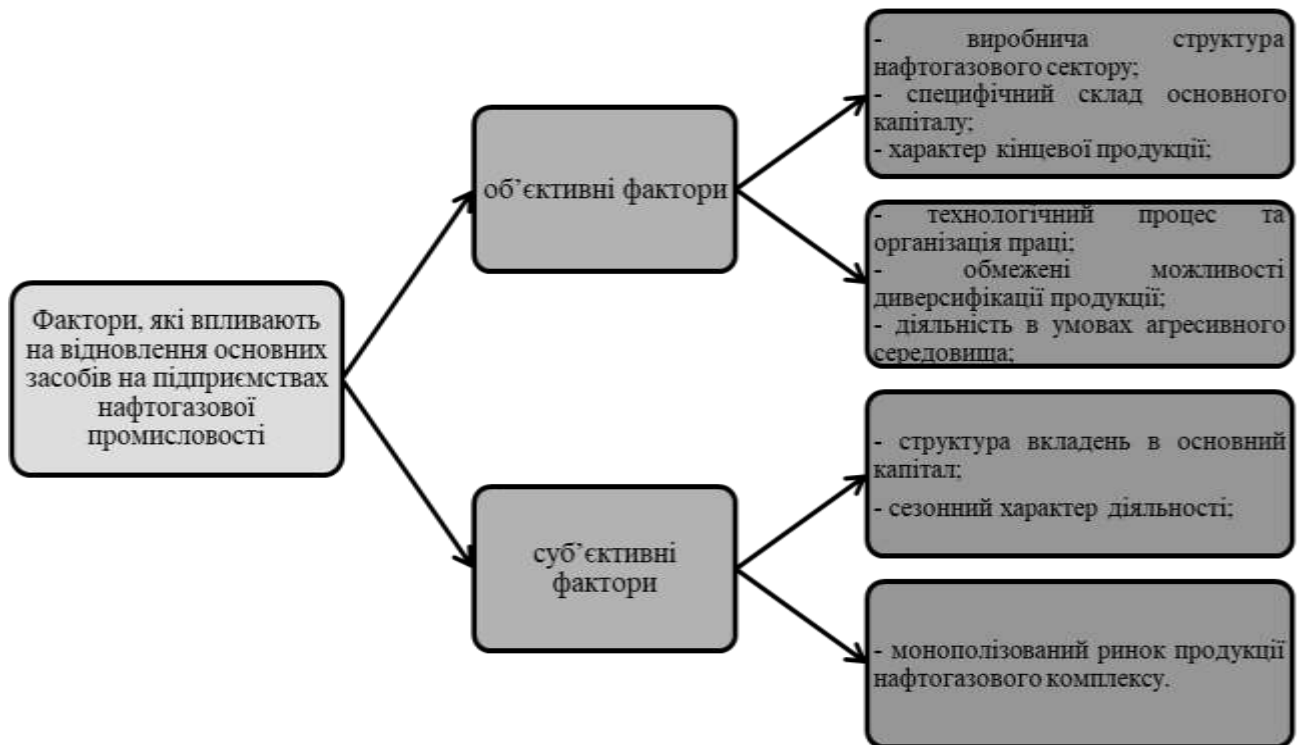 Фактори, які впливають
на відновлення основних
засобів на підприємствах
нафтогазової
промисловості
об’єктивні фактори
- виробнича структура
нафтогазового сектору;
- специфічний склад основного
капіталу;
- характер кінцевої продукції;
- технологічний процес та
організація праці;
- обмежені можливості
диверсифікації продукції;
- діяльність в умовах агресивного
середовища;
суб’єктивні
фактори
- структура вкладень в основний
капітал;
- сезонний характер діяльності;
- монополізований ринок продукції
нафтогазового комплексу.